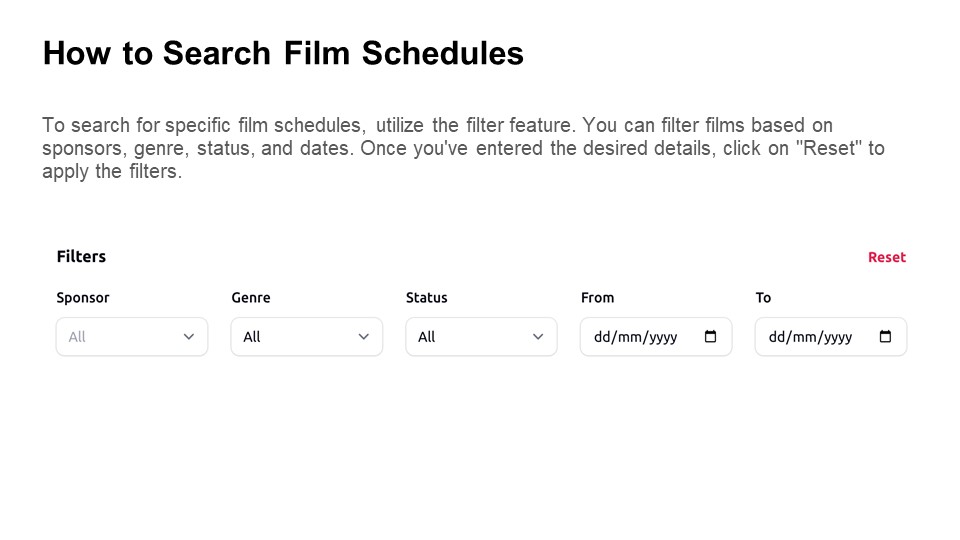 How to Search Film Schedules
To search for specific film schedules, utilize the filter feature. You can filter films based on
sponsors, genre, status, and dates. Once you've entered the desired details, click on "Reset" to
apply the filters.
Filters Reset
Sponsor Genre Status From To
All All All dd/mm/yyyy dd/mm/yyyy